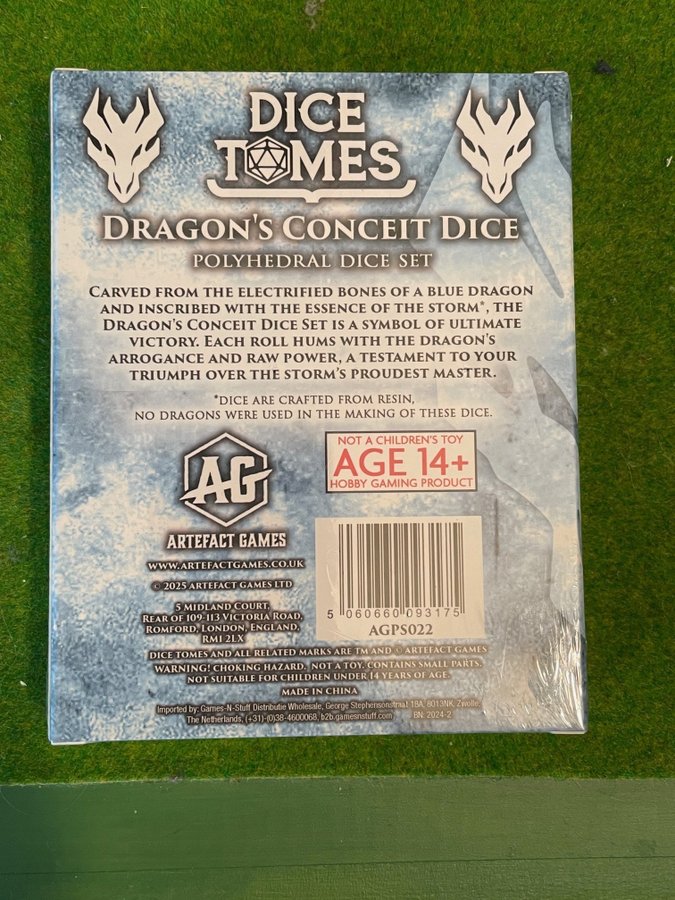 DICE
TOMES
DRAGON'S CONCEIT DICE
POLYHEDRAL DICE SET
CARVED FROM THE ELECTRIFIED BONES OF A BLUE DRAGON
AND INSCRIBED WITH THE ESSENCE OF THE STORM*, THE
DRAGON'S CONCEIT DICE SET IS A SYMBOL OF ULTIMATE
VICTORY. EACH ROLL HUMS WITH THE DRAGON'S
ARROGANCE AND RAW POWER, A TESTAMENT TO YOUR
TRIUMPH OVER THE STORM'S PROUDEST MASTER.
*DICE ARE CRAFTED FROM RESIN,
NO DRAGONS WERE USED IN THE MAKING OF THESE DICE.
AG
ARTEFACT GAMES
WWW.ARTEFACTGAMES.CO.UK
© 2025 ARTEFACT GAMES LTD
5 MIDLAND COURT,
REAR OF 109-113 VICTORIA ROAD,
ROMFORD, LONDON, ENGLAND,
RM1 2LX
NOT A CHILDREN'S TOY
AGE 14+
HOBBY GAMING PRODUCT
5 060660 093175
AGPS022
DICE TOMES AND ALL RELATED MARKS ARE TM AND © ARTEFACT GAMES
WARNING! CHOKING HAZARD. NOT A TOY. CONTAINS SMALL PARTS.
NOT SUITABLE FOR CHILDREN UNDER 14 YEARS OF AGE.
MADE IN CHINA
Imported by: Games-N-Stuff Distributie Wholesale, George Stephensonstraat 1BA, 8013NK, Zwolle,
The Netherlands, (+31)-(0)38-4600068, b2b.gamesnstuff.com BN: 2024-2